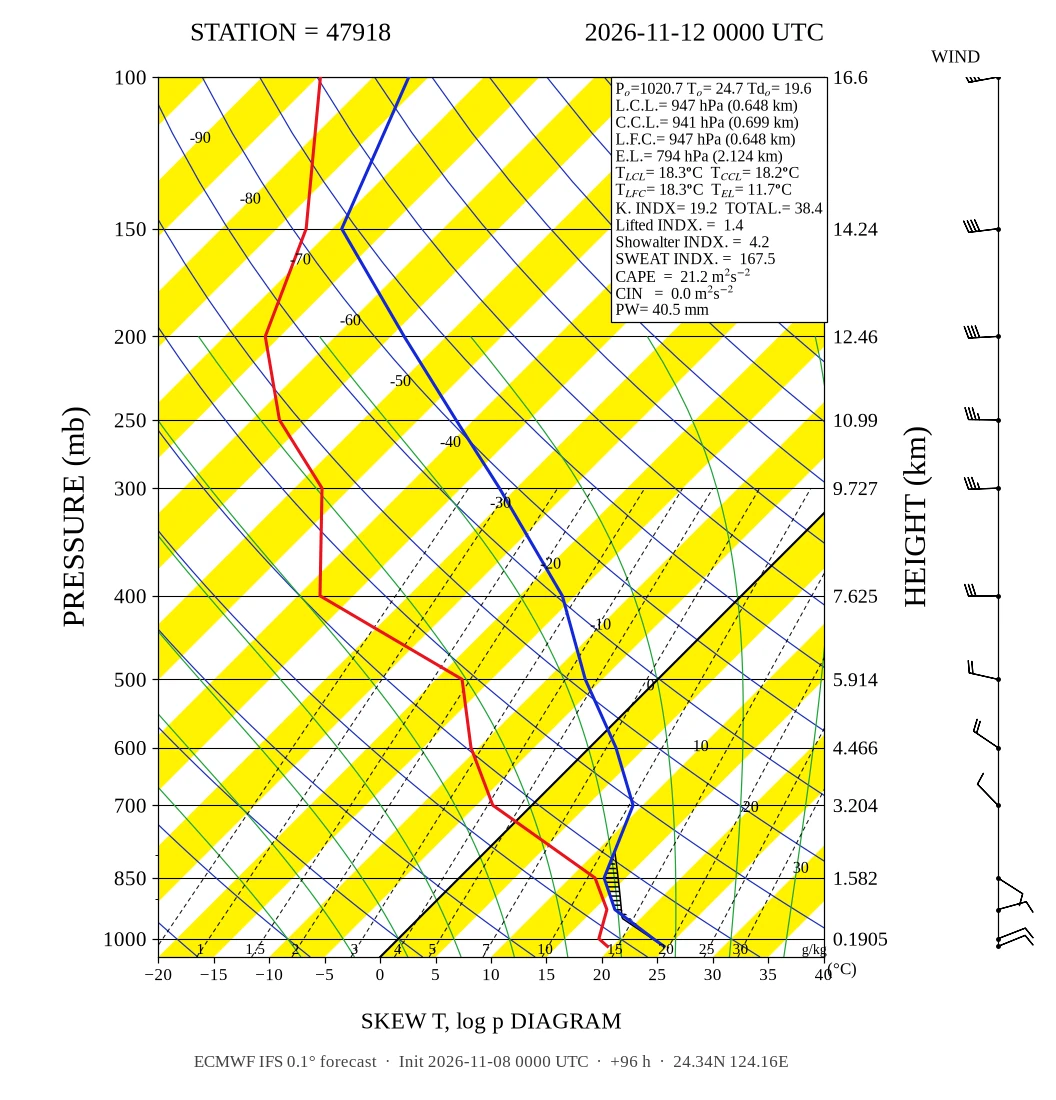 STATION = 47918
2026-11-12 0000 UTC
WIND
100
16.6
P𝑜=1020.7 T𝑜= 24.7 Td𝑜= 19.6
L.C.L.= 947 hPa (0.648 km)
C.C.L.= 941 hPa (0.699 km)
L.F.C.= 947 hPa (0.648 km)
E.L.= 794 hPa (2.124 km)
T𝐿𝐶𝐿= 18.3°C T𝐶𝐶𝐿= 18.2°C
T𝐿𝐹𝐶= 18.3°C T𝐸𝐿= 11.7°C
K. INDX= 19.2 TOTAL.= 38.4
Lifted INDX. = 1.4
Showalter INDX. = 4.2
SWEAT INDX. = 167.5
CAPE = 21.2 m²s⁻²
CIN = 0.0 m²s⁻²
PW= 40.5 mm
-90
-80
150
14.24
-70
-60
200
12.46
-50
250
10.99
-40
300
9.727
-30
PRESSURE (mb)
HEIGHT (km)
-20
400
7.625
-10
500
5.914
0
10
600
4.466
700
3.204
20
30
850
1.582
1000
0.1905
1 1.5 2 3 4 5 7 10 15 20 25 30 g/kg
−20 −15 −10 −5 0 5 10 15 20 25 30 35 40 (°C)
SKEW T, log p DIAGRAM
ECMWF IFS 0.1° forecast · Init 2026-11-08 0000 UTC · +96 h · 24.34N 124.16E